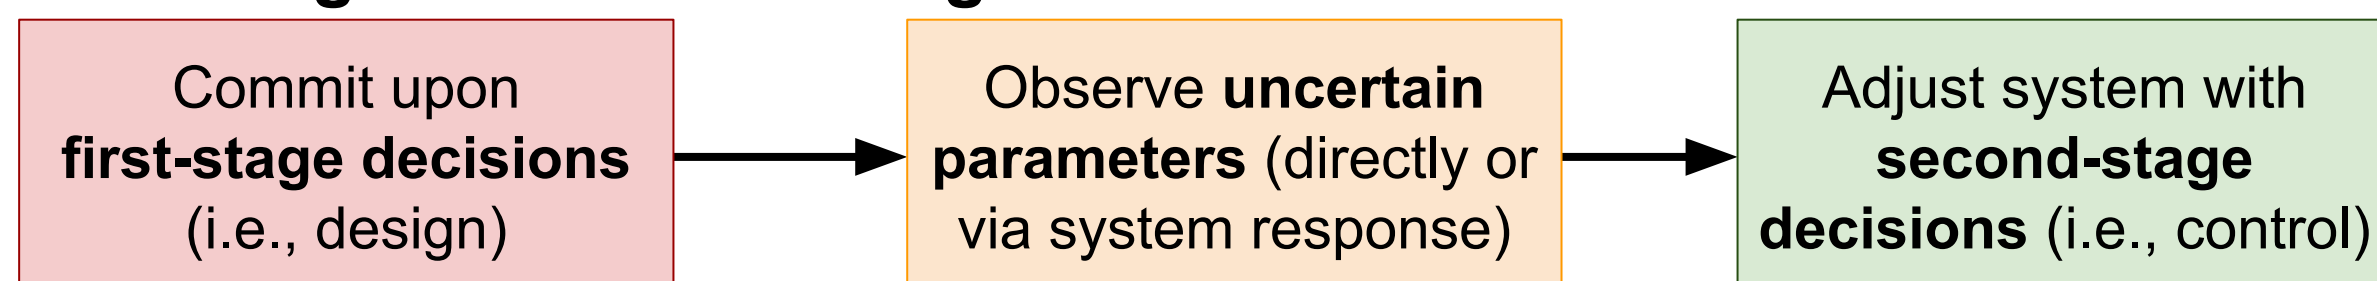 Commit upon
first-stage decisions
(i.e., design)
Observe uncertain
parameters (directly or
via system response)
Adjust system with
second-stage
decisions (i.e., control)